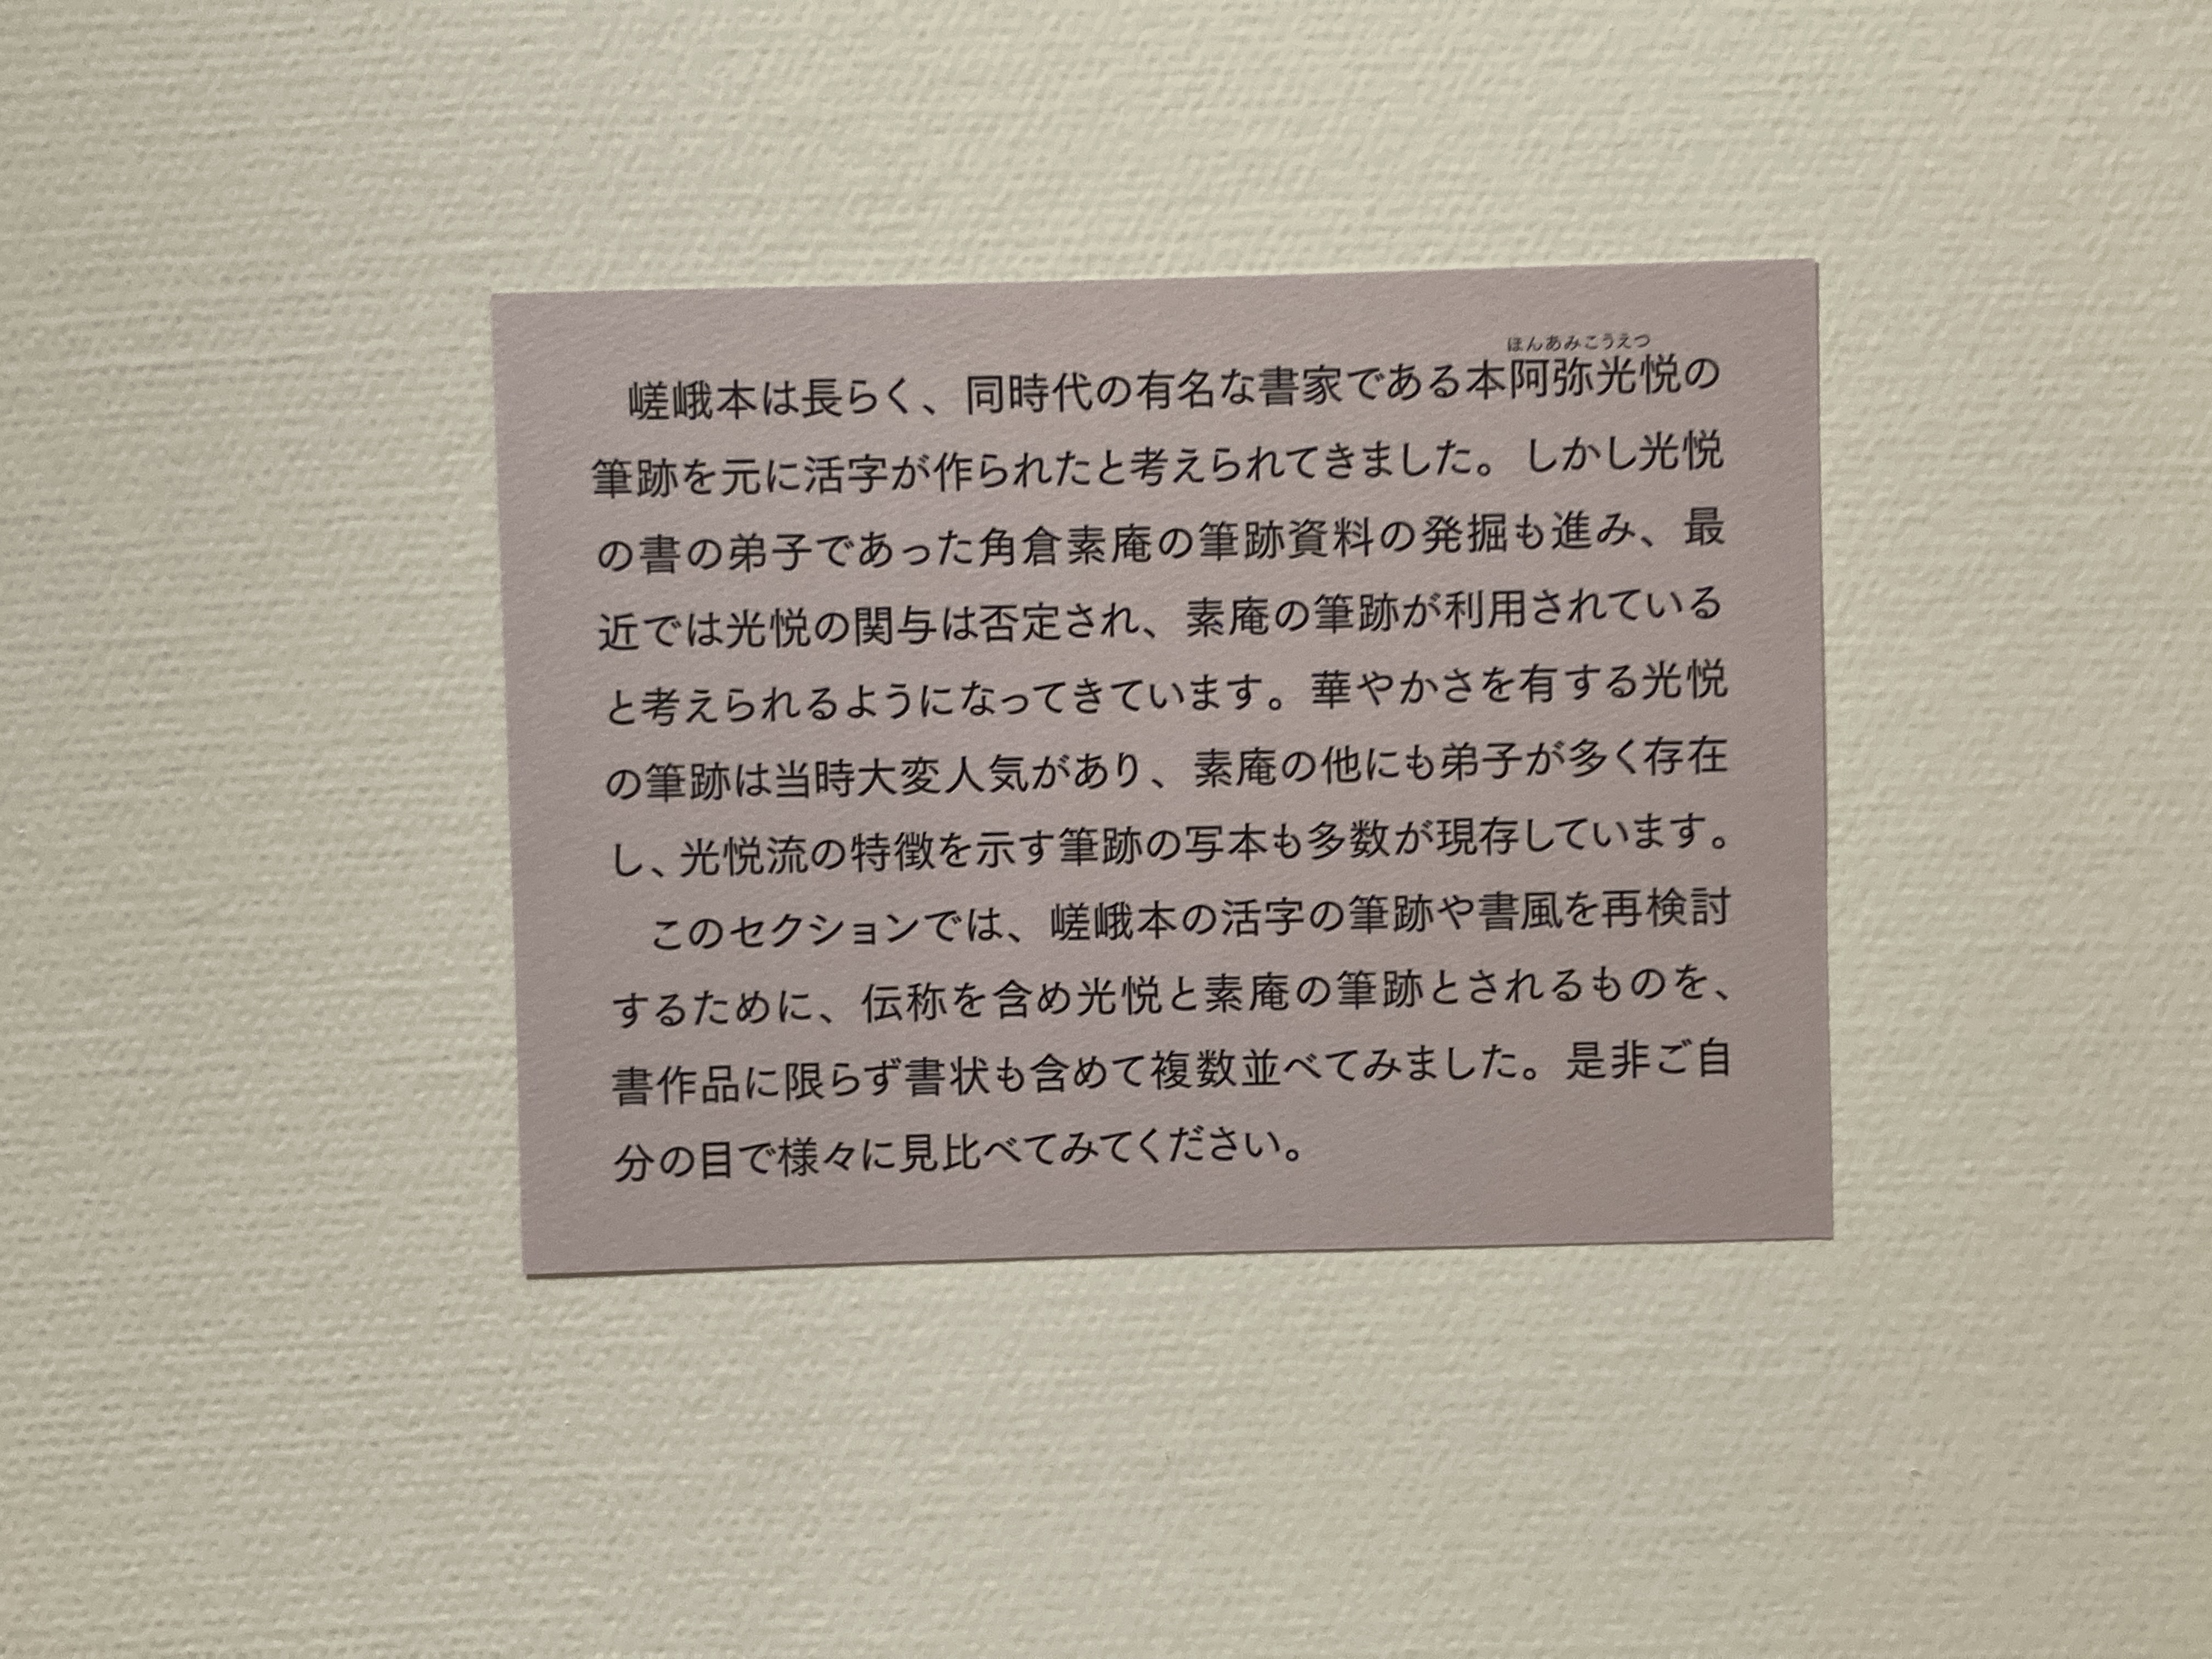 ほんあみこうえつ
嵯峨本は長らく、同時代の有名な書家である本阿弥光悦の
筆跡を元に活字が作られたと考えられてきました。しかし光悦
の書の弟子であった角倉素庵の筆跡資料の発掘も進み、最
近では光悦の関与は否定され、素庵の筆跡が利用されている
と考えられるようになってきています。華やかさを有する光悦
の筆跡は当時大変人気があり、素庵の他にも弟子が多く存在
し、光悦流の特徴を示す筆跡の写本も多数が現存しています。
このセクションでは、嵯峨本の活字の筆跡や書風を再検討
するために、伝称を含め光悦と素庵の筆跡とされるものを、
書作品に限らず書状も含めて複数並べてみました。是非ご自
分の目で様々に見比べてみてください。